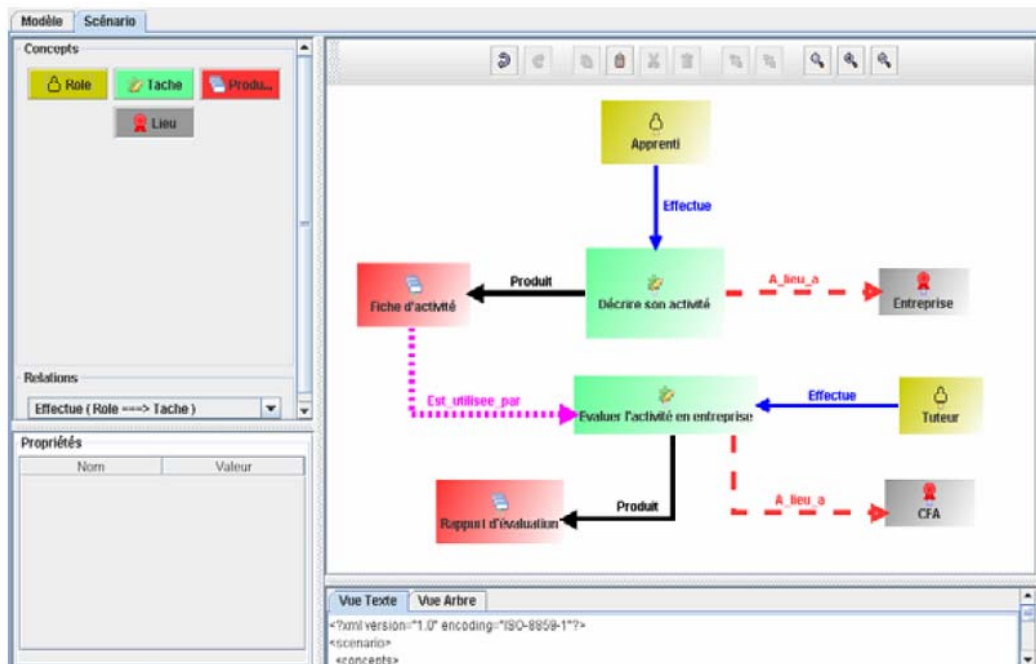 Modèle Scénario
Concepts
Role Tache Produ...
Lieu
Relations
Effectue ( Role ===> Tache )
Propriétés
Nom Valeur
Apprenti
Effectue
Produit
A_lieu_a
Fiche d'activité
Décrire son activité
Entreprise
Est_utilisee_par
Effectue
Evaluer l'activité en entreprise
Tuteur
Produit
A_lieu_a
Rapport d'évaluation
CFA
Vue Texte Vue Arbre
<?xml version="1.0" encoding="ISO-8859-1"?>
<scenario>
<concepts>